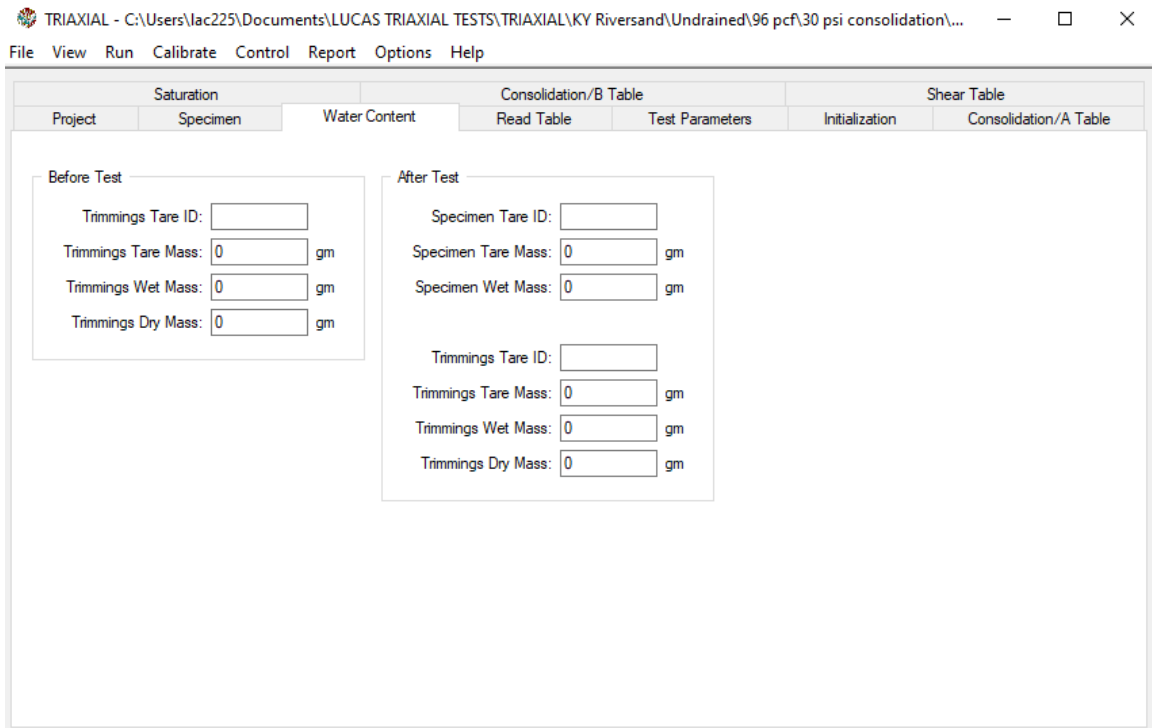 TRIAXIAL - C:\Users\lac225\Documents\LUCAS TRIAXIAL TESTS\TRIAXIAL\KY Riversand\Undrained\96 pcf\30 psi consolidation\...
File View Run Calibrate Control Report Options Help
Saturation Consolidation/B Table Shear Table
Project Specimen Water Content Read Table Test Parameters Initialization Consolidation/A Table
Before Test
Trimmings Tare ID:
Trimmings Tare Mass: 0 gm
Trimmings Wet Mass: 0 gm
Trimmings Dry Mass: 0 gm
After Test
Specimen Tare ID:
Specimen Tare Mass: 0 gm
Specimen Wet Mass: 0 gm
Trimmings Tare ID:
Trimmings Tare Mass: 0 gm
Trimmings Wet Mass: 0 gm
Trimmings Dry Mass: 0 gm